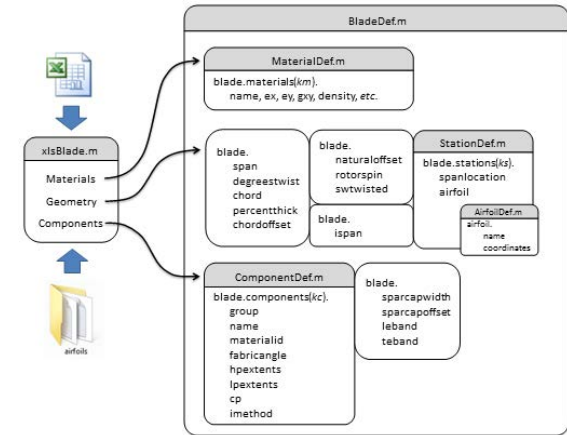 BladeDef.m
MaterialDef.m
blade.materials(km).
name, ex, ey, gxy, density, etc.
xlsBlade.m
Materials
Geometry
Components
airfoils
blade.
span
degreestwist
chord
percentthick
chordoffset
blade.
naturaloffset
rotorspin
swtwisted
blade.
ispan
StationDef.m
blade.stations(ks).
spanlocation
airfoil
AirfoilDef.m
airfoil.
name
coordinates
ComponentDef.m
blade.components(kc).
group
name
materialid
fabricangle
hpextents
lpextents
cp
imethod
blade.
sparcapwidth
sparcapoffset
leband
teband